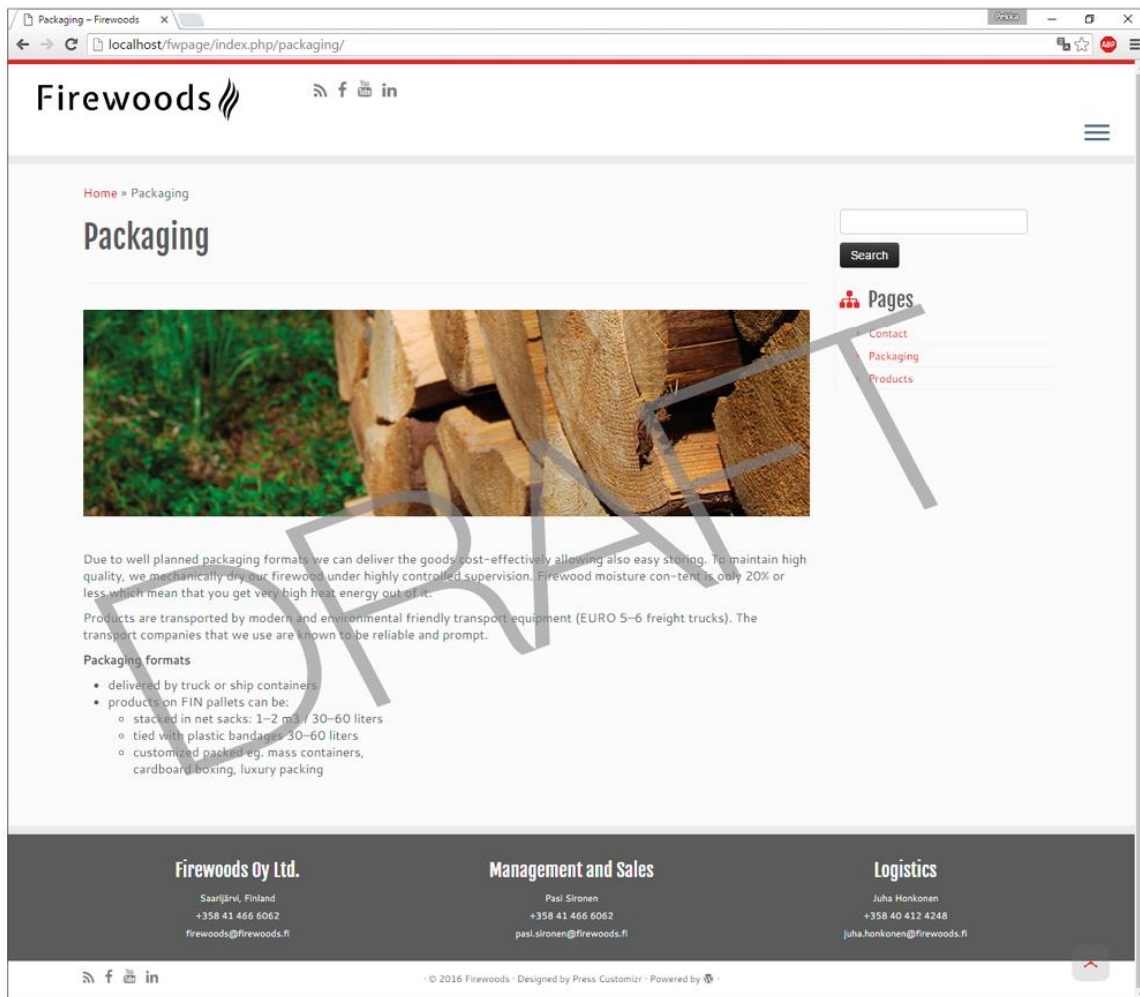 Packaging – Firewoods
Pekka
localhost/fwpage/index.php/packaging/
ABP
Firewoods
You Tube
in
Home » Packaging
Packaging
Search
Pages
Contact
Packaging
Products
DRAFT
Due to well planned packaging formats we can deliver the goods cost-effectively allowing also easy storing. To maintain high
quality, we mechanically dry our firewood under highly controlled supervision. Firewood moisture con-tent is only 20% or
less which mean that you get very high heat energy out of it.
Products are transported by modern and environmental friendly transport equipment (EURO 5–6 freight trucks). The
transport companies that we use are known to be reliable and prompt.
Packaging formats
• delivered by truck or ship containers
• products on FIN pallets can be:
◦ stacked in net sacks: 1–2 m3 / 30–60 liters
◦ tied with plastic bandages 30–60 liters
◦ customized packed eg. mass containers,
cardboard boxing, luxury packing
Firewoods Oy Ltd.
Saarijärvi, Finland
+358 41 466 6062
firewoods@firewoods.fi
Management and Sales
Pasi Sironen
+358 41 466 6062
pasi.sironen@firewoods.fi
Logistics
Juha Honkonen
+358 40 412 4248
juha.honkonen@firewoods.fi
You Tube
in
· © 2016 Firewoods · Designed by Press Customizr · Powered by ·